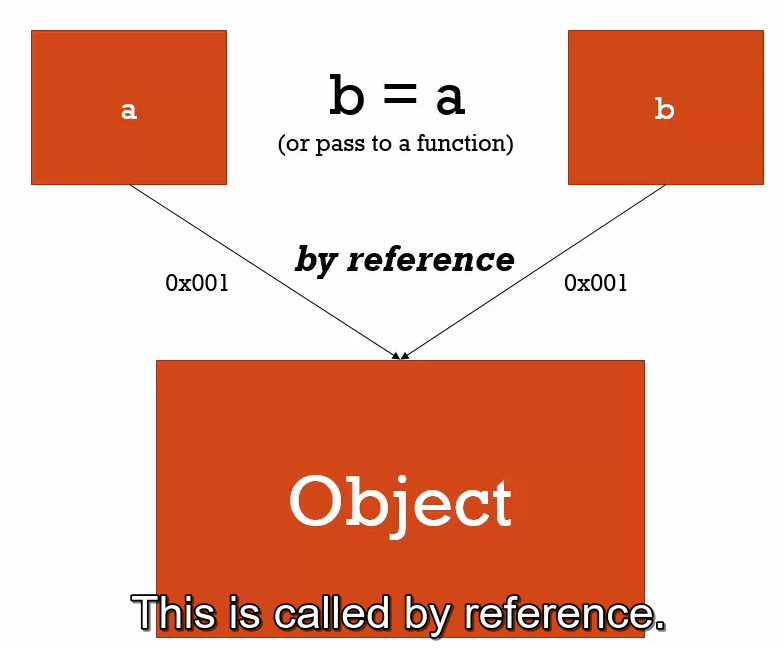 a
b = a
b
(or pass to a function)
by reference
0x001
0x001
Object
This is called by reference.